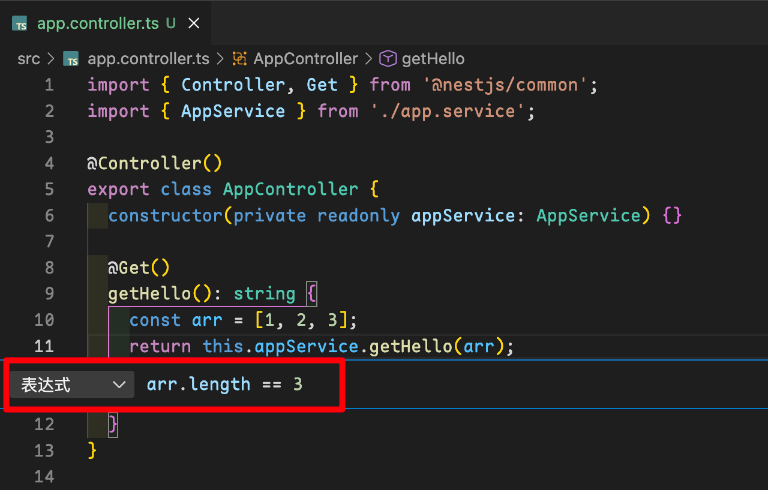 TS app.controller.ts U ×
src > TS app.controller.ts > AppController > getHello
1 import { Controller, Get } from '@nestjs/common';
2 import { AppService } from './app.service';
3
4 @Controller()
5 export class AppController {
6 constructor(private readonly appService: AppService) {}
7
8 @Get()
9 getHello(): string {
10 const arr = [1, 2, 3];
11 return this.appService.getHello(arr);
表达式 arr.length == 3
12 }
13 }
14